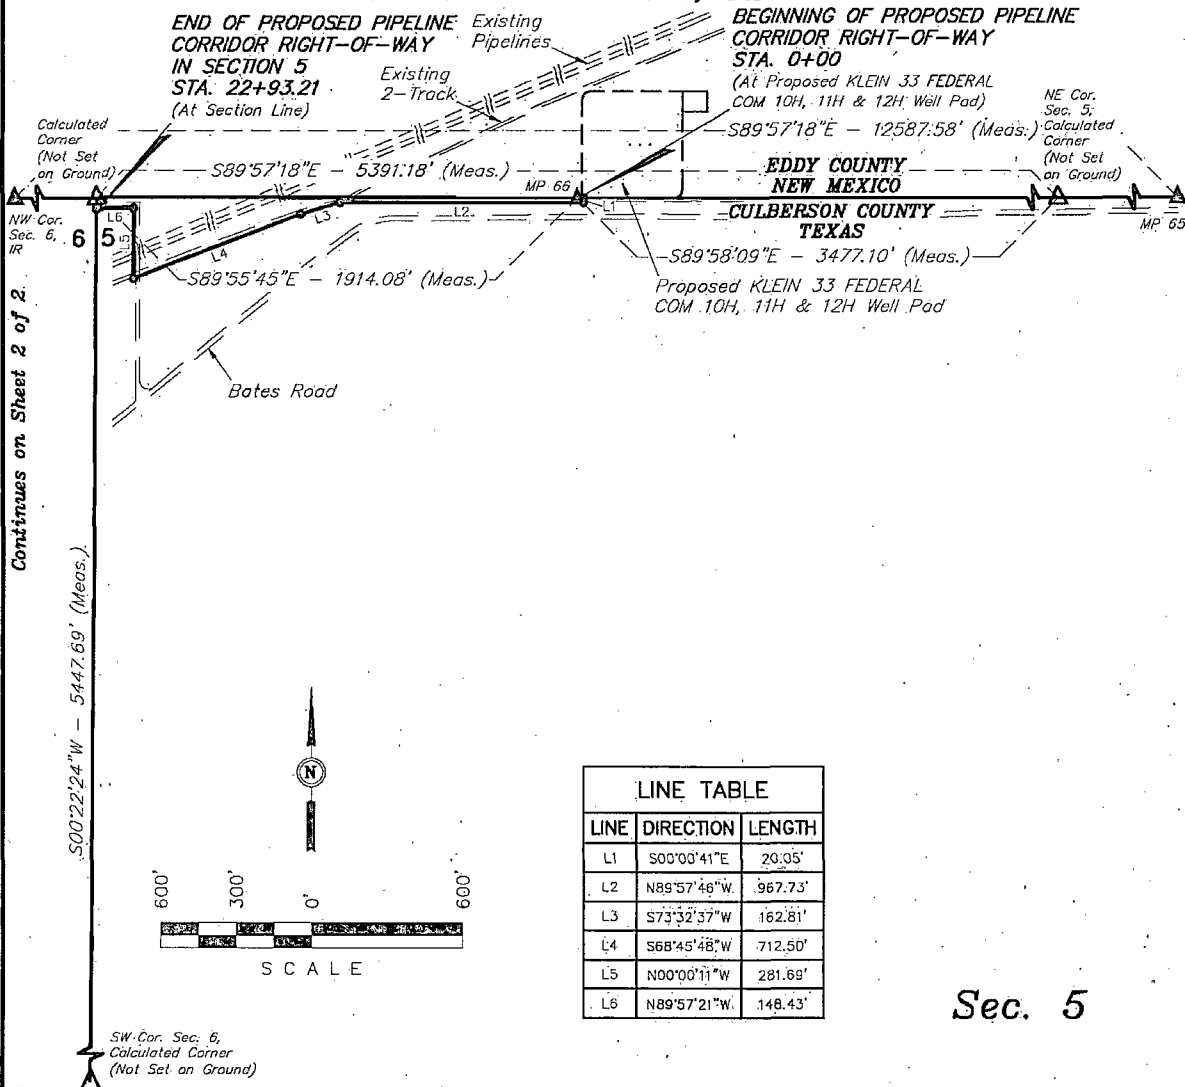 END OF PROPOSED PIPELINE
CORRIDOR RIGHT-OF-WAY
IN SECTION 5
STA. 22+93.21
(At Section Line)
Existing
Pipelines
Existing
2-Track
BEGINNING OF PROPOSED PIPELINE
CORRIDOR RIGHT-OF-WAY
STA. 0+00
(At Proposed KLEIN 33 FEDERAL
COM 10H, 11H & 12H Well Pad)
NE Cor.
Sec. 5,
Calculated
Corner
(Not Set
on Ground)
Calculated
Corner
(Not Set
on Ground)
S89°57'18"E - 12587.58' (Meas.)
S89°57'18"E - 5391.18' (Meas.)
MP 66
EDDY COUNTY
NEW MEXICO
CULBERSON COUNTY
TEXAS
MP 65
NW Cor.
Sec. 6,
IR
6 5
L6
L5
L4
L3
L2
L1
S89°55'45"E - 1914.08' (Meas.)
S89°58'09"E - 3477.10' (Meas.)
Proposed KLEIN 33 FEDERAL
COM 10H, 11H & 12H Well Pad
Bates Road
Continues on Sheet 2 of 2
S00°22'24"W - 5447.69' (Meas.)
N
600' 300' 0' 600'
SCALE
LINE TABLE
LINE DIRECTION LENGTH
L1 S00°00'41"E 20.05'
L2 N89°57'46"W 967.73'
L3 S73°32'37"W 162.81'
L4 S68°45'48"W 712.50'
L5 N00°00'11"W 281.69'
L6 N89°57'21"W 148.43'
Sec. 5
SW Cor. Sec. 6,
Calculated Corner
(Not Set on Ground)